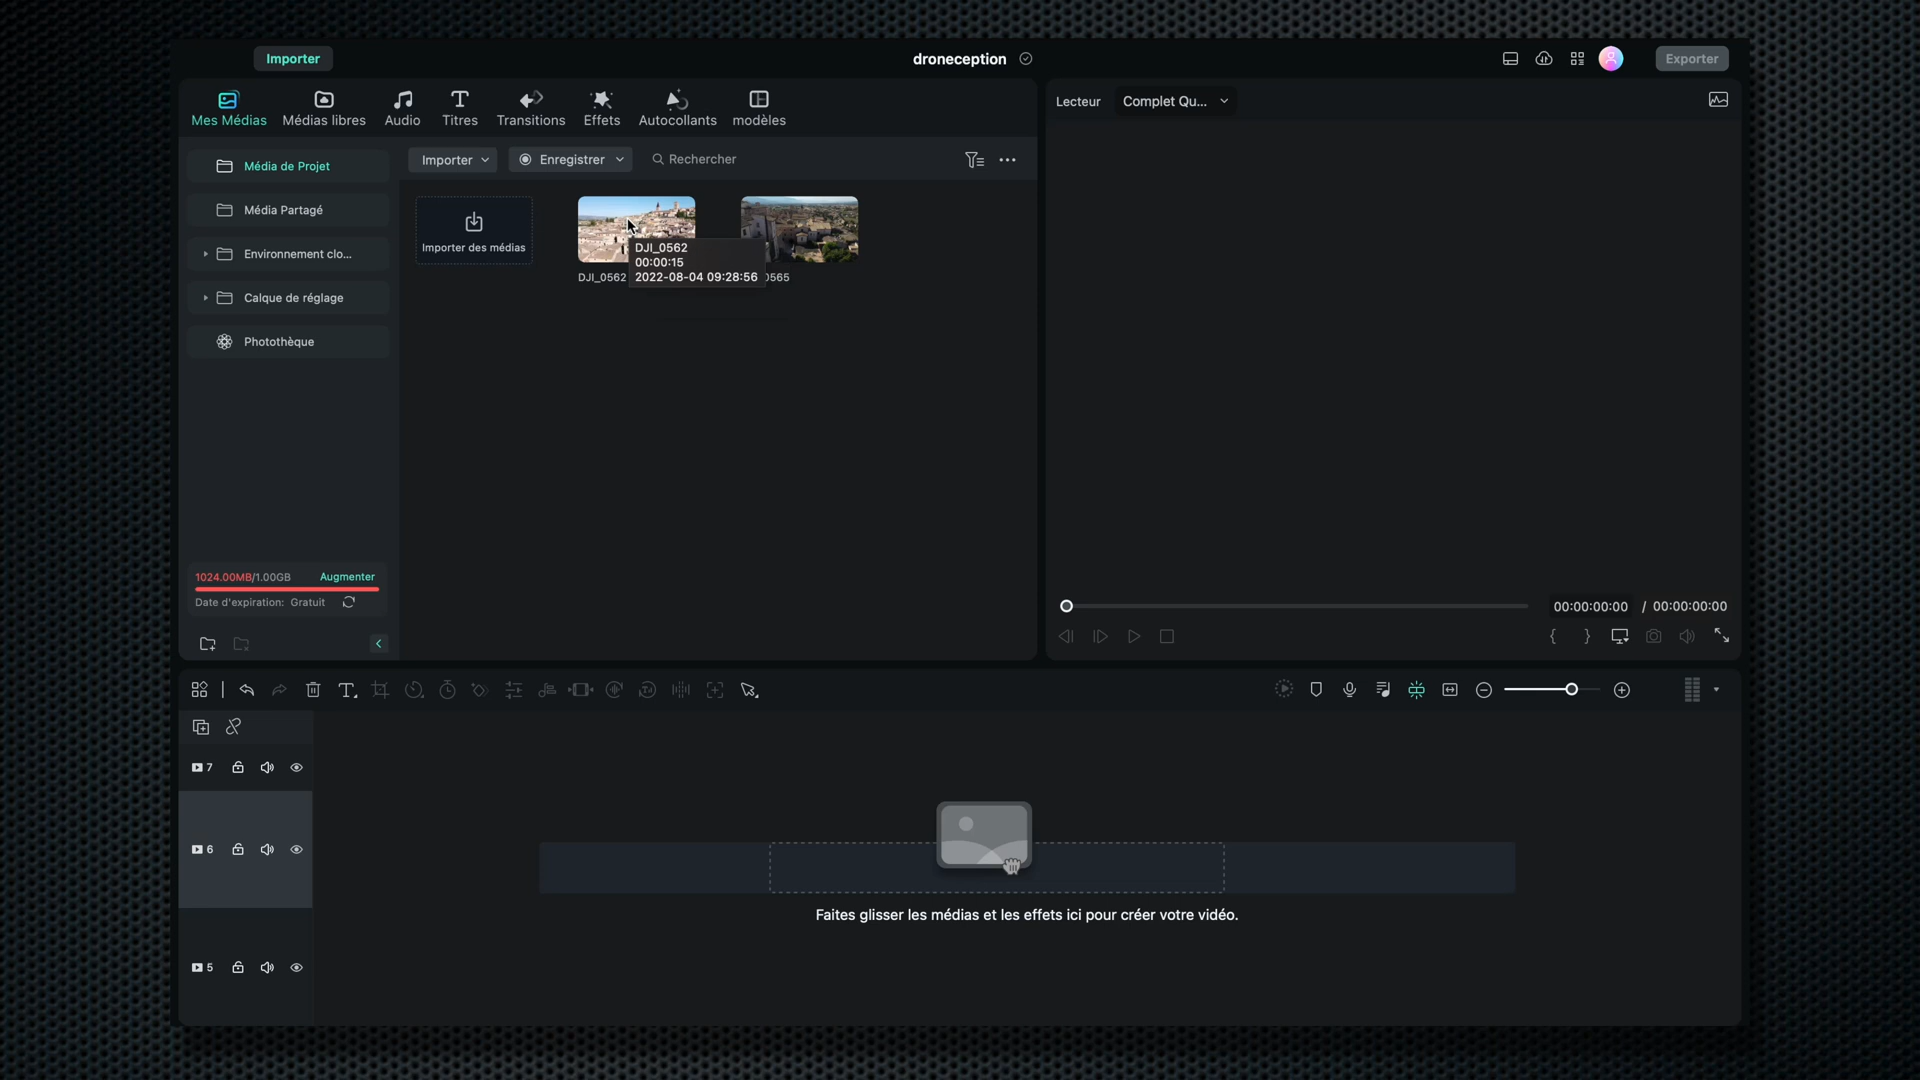 Importer
droneception
Exporter
Mes Médias
Médias libres
Audio
Titres
Transitions
Effets
Autocollants
modèles
Lecteur
Complet Qu...
Média de Projet
Média Partagé
Environnement clo...
Calque de réglage
Photothèque
Importer
Enregistrer
Rechercher
Importer des médias
DJI_0562
DJI_0562
00:00:15
2022-08-04 09:28:56
0565
1024.00MB/1.00GB
Augmenter
Date d'expiration: Gratuit
00:00:00:00 / 00:00:00:00
7
6
5
Faites glisser les médias et les effets ici pour créer votre vidéo.